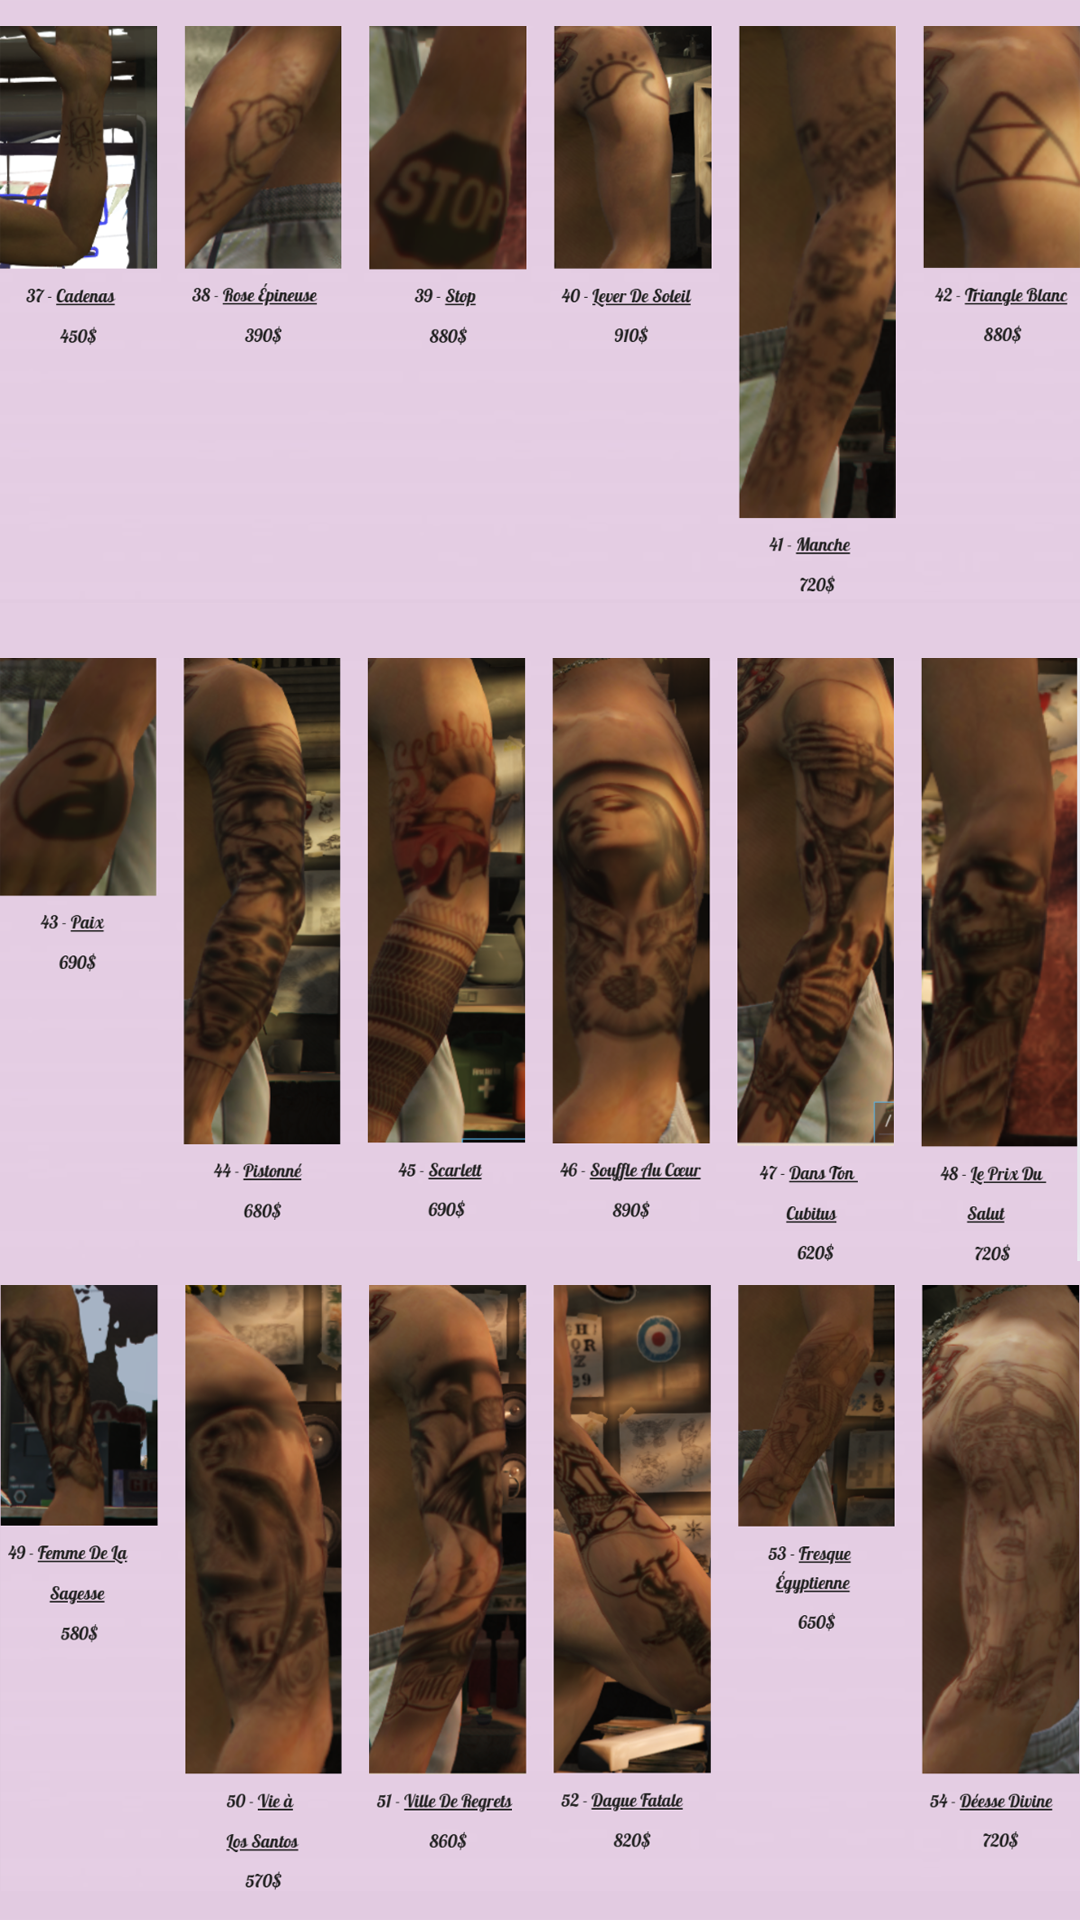 STOP
37 - Cadenas
450$
38 - Rose Épineuse
390$
39 - Stop
880$
40 - Lever De Soleil
910$
42 - Triangle Blanc
880$
41 - Manche
720$
43 - Paix
690$
44 - Pistonné
680$
45 - Scarlett
690$
46 - Souffle Au Cœur
890$
47 - Dans Ton
Cubitus
620$
48 - Le Prix Du
Salut
720$
49 - Femme De La
Sagesse
580$
50 - Vie à
Los Santos
570$
51 - Ville De Regrets
860$
52 - Dague Fatale
820$
53 - Fresque
Égyptienne
650$
54 - Déesse Divine
720$